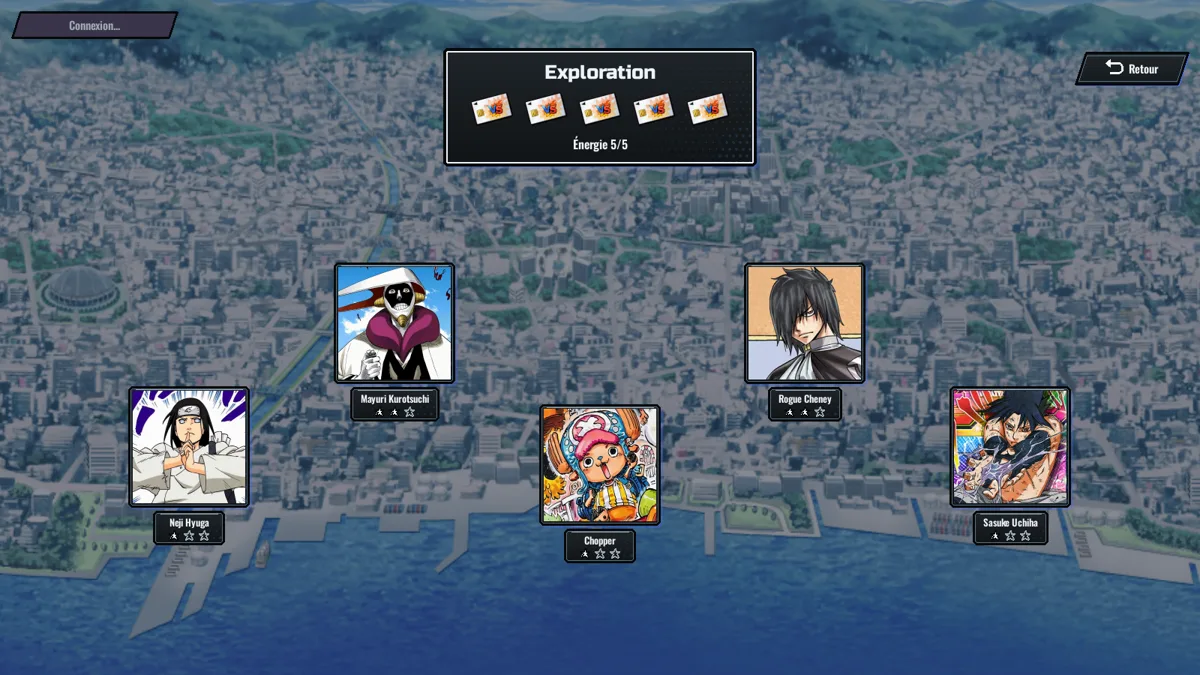 Connexion...
Exploration
Énergie 5/5
Retour
Mayuri Kurotsuchi
Rogue Cheney
Neji Hyuga
Chopper
Sasuke Uchiha